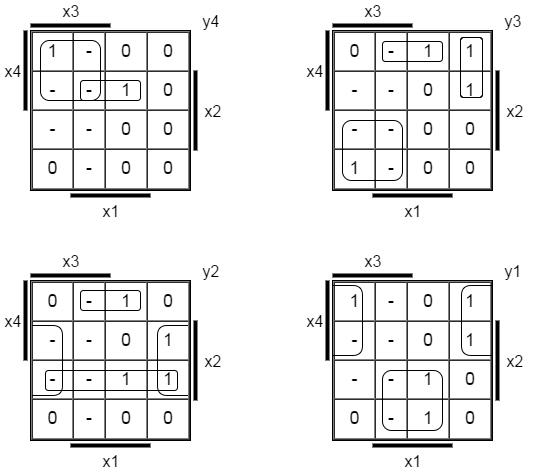 x3 y4
1 - 0 0
x4
- - 1 0
x2
- - 0 0
0 - 0 0
x1
x3 y3
0 - 1 1
x4
- - 0 1
x2
- - 0 0
1 - 0 0
x1
x3 y2
0 - 1 0
x4
- - 0 1
x2
- - 1 1
0 - 0 0
x1
x3 y1
1 - 0 1
x4
- - 0 1
x2
- - 1 0
0 - 1 0
x1